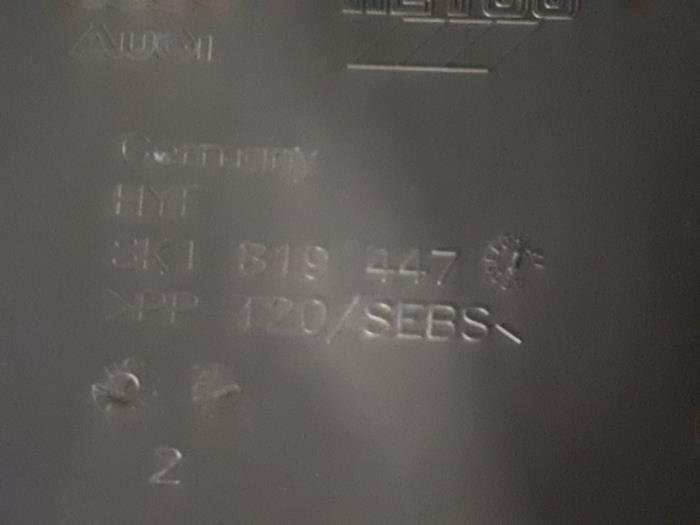 Audi
Germany
HYF
8K1 819 447
>PP T20/SEBS<
2